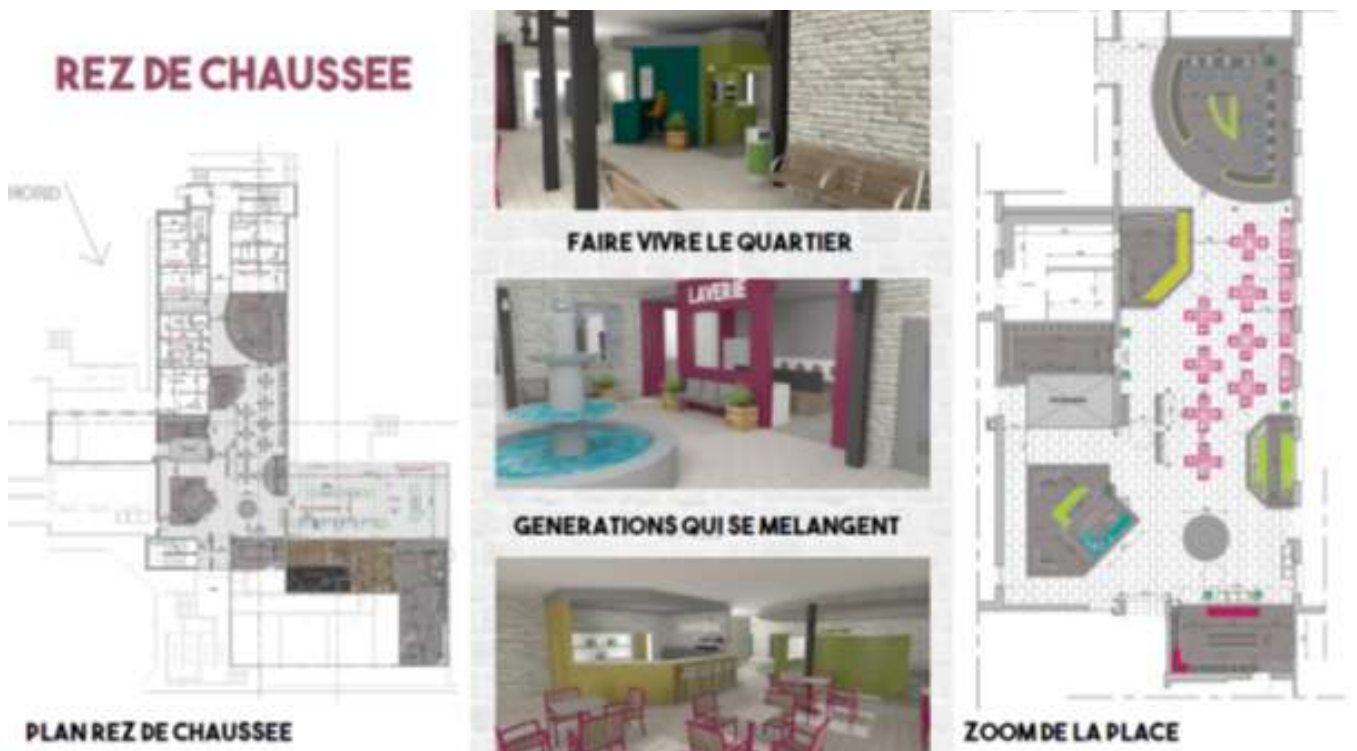 REZ DE CHAUSSEE
NORD
PLAN REZ DE CHAUSSEE
FAIRE VIVRE LE QUARTIER
LAVERIE
GENERATIONS QUI SE MELANGENT
ZOOM DE LA PLACE